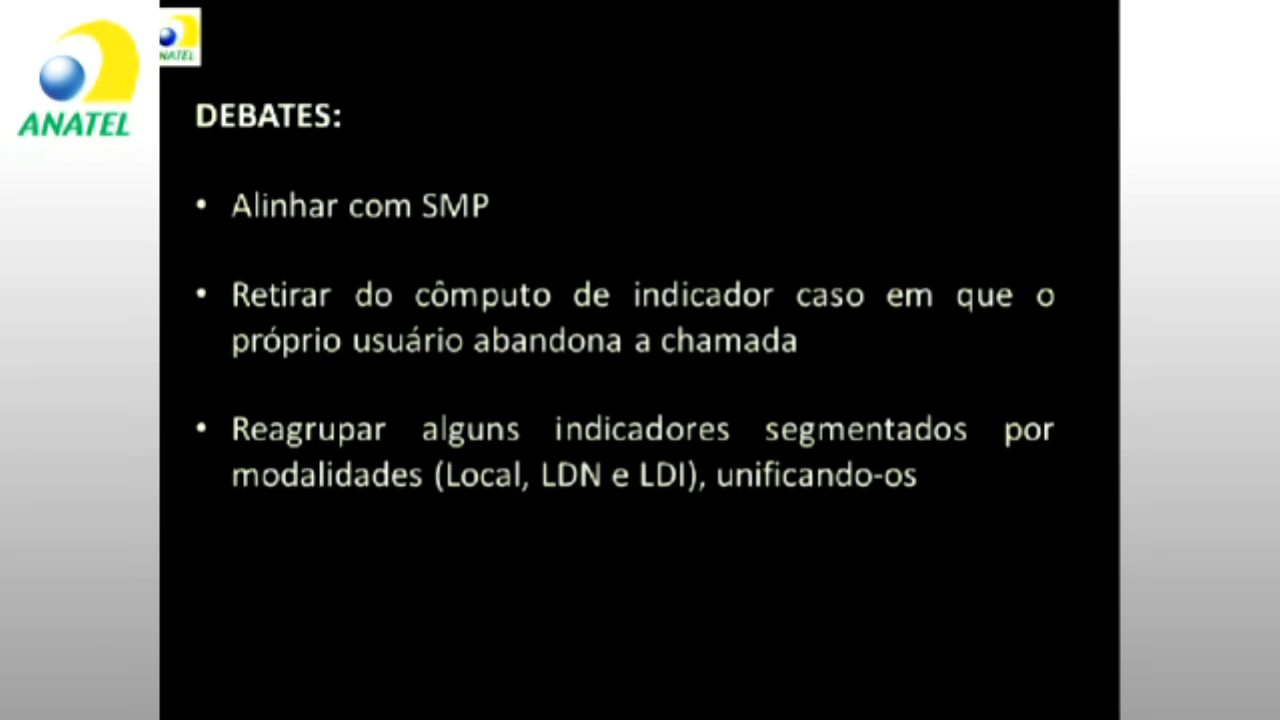 ANATEL
ANATEL
DEBATES:
• Alinhar com SMP
• Retirar do cômputo de indicador caso em que o
próprio usuário abandona a chamada
• Reagrupar alguns indicadores segmentados por
modalidades (Local, LDN e LDI), unificando-os